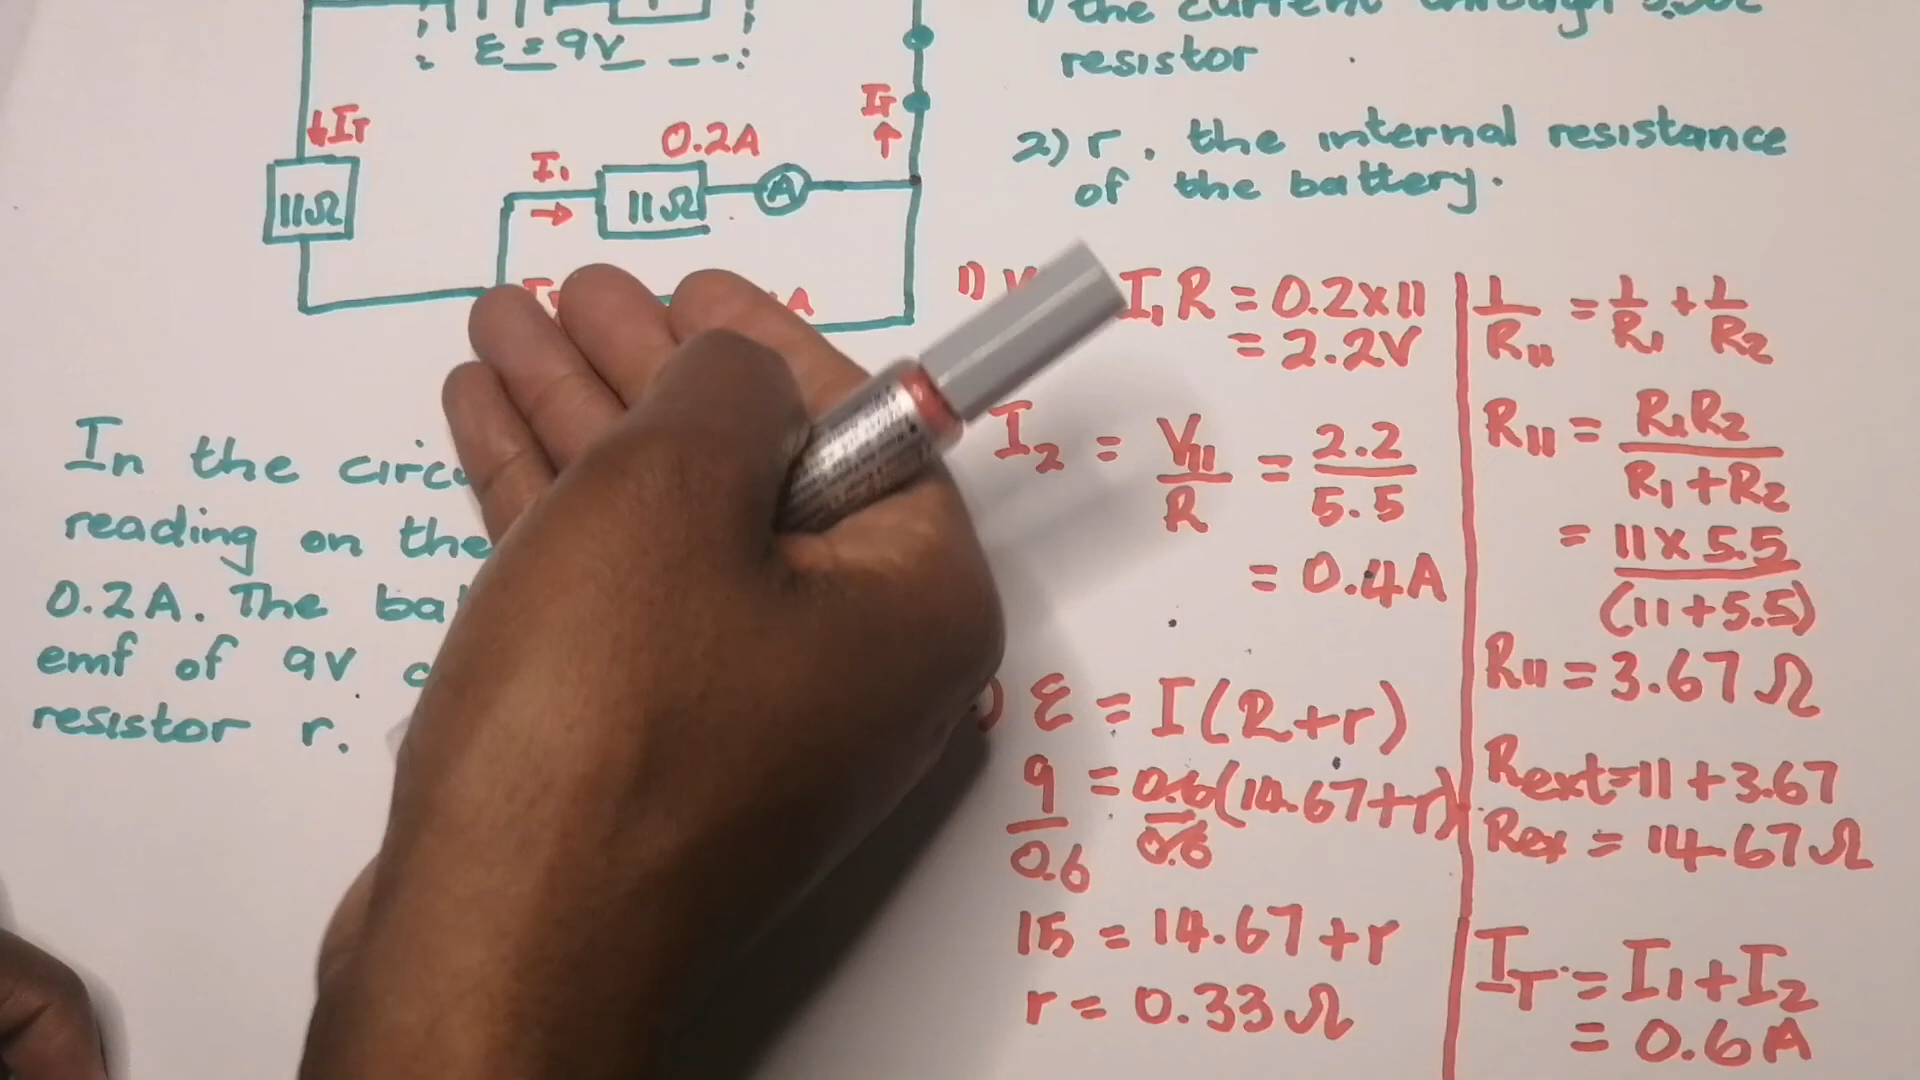 ε = 9V
IT
11Ω
I1
0.2A
11Ω
A
IT
A
1) the current through
resistor
2) r, the internal resistance
of the battery.
In the
reading on the
0.2A. The
emf of 9V
resistor r.
1)
I1R = 0.2×11
= 2.2V
I2 = V11/R = 2.2/5.5
= 0.4A
ε = I(R+r)
9/0.6 = 0.6(14.67+r)/0.6
15 = 14.67+r
r = 0.33Ω
1/R11 = 1/R1 + 1/R2
R11 = R1R2/R1+R2
= 11×5.5/(11+5.5)
R11 = 3.67Ω
Rext=11+3.67
Rex = 14.67Ω
IT = I1+I2
= 0.6A